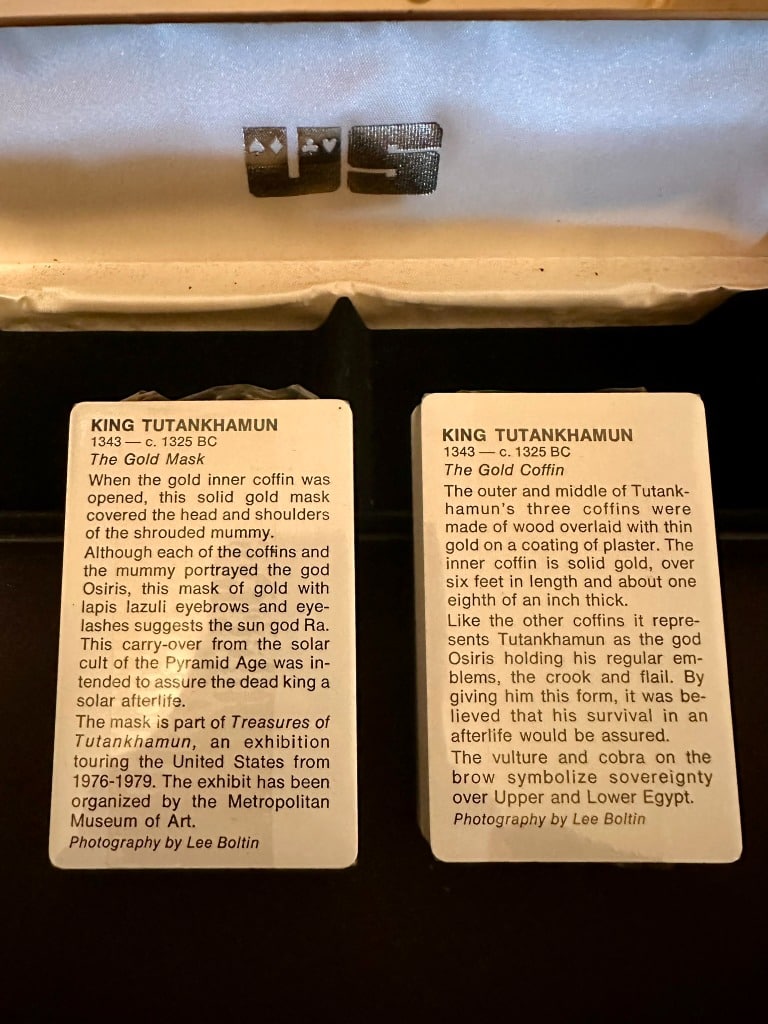 JS
KING TUTANKHAMUN
1343 — c. 1325 BC
The Gold Mask
When the gold inner coffin was
opened, this solid gold mask
covered the head and shoulders
of the shrouded mummy.
Although each of the coffins and
the mummy portrayed the god
Osiris, this mask of gold with
lapis lazuli eyebrows and eye-
lashes suggests the sun god Ra.
This carry-over from the solar
cult of the Pyramid Age was in-
tended to assure the dead king a
solar afterlife.
The mask is part of Treasures of
Tutankhamun, an exhibition
touring the United States from
1976-1979. The exhibit has been
organized by the Metropolitan
Museum of Art.
Photography by Lee Boltin
KING TUTANKHAMUN
1343 — c. 1325 BC
The Gold Coffin
The outer and middle of Tutank-
hamun's three coffins were
made of wood overlaid with thin
gold on a coating of plaster. The
inner coffin is solid gold, over
six feet in length and about one
eighth of an inch thick.
Like the other coffins it repre-
sents Tutankhamun as the god
Osiris holding his regular em-
blems, the crook and flail. By
giving him this form, it was be-
lieved that his survival in an
afterlife would be assured.
The vulture and cobra on the
brow symbolize sovereignty
over Upper and Lower Egypt.
Photography by Lee Boltin